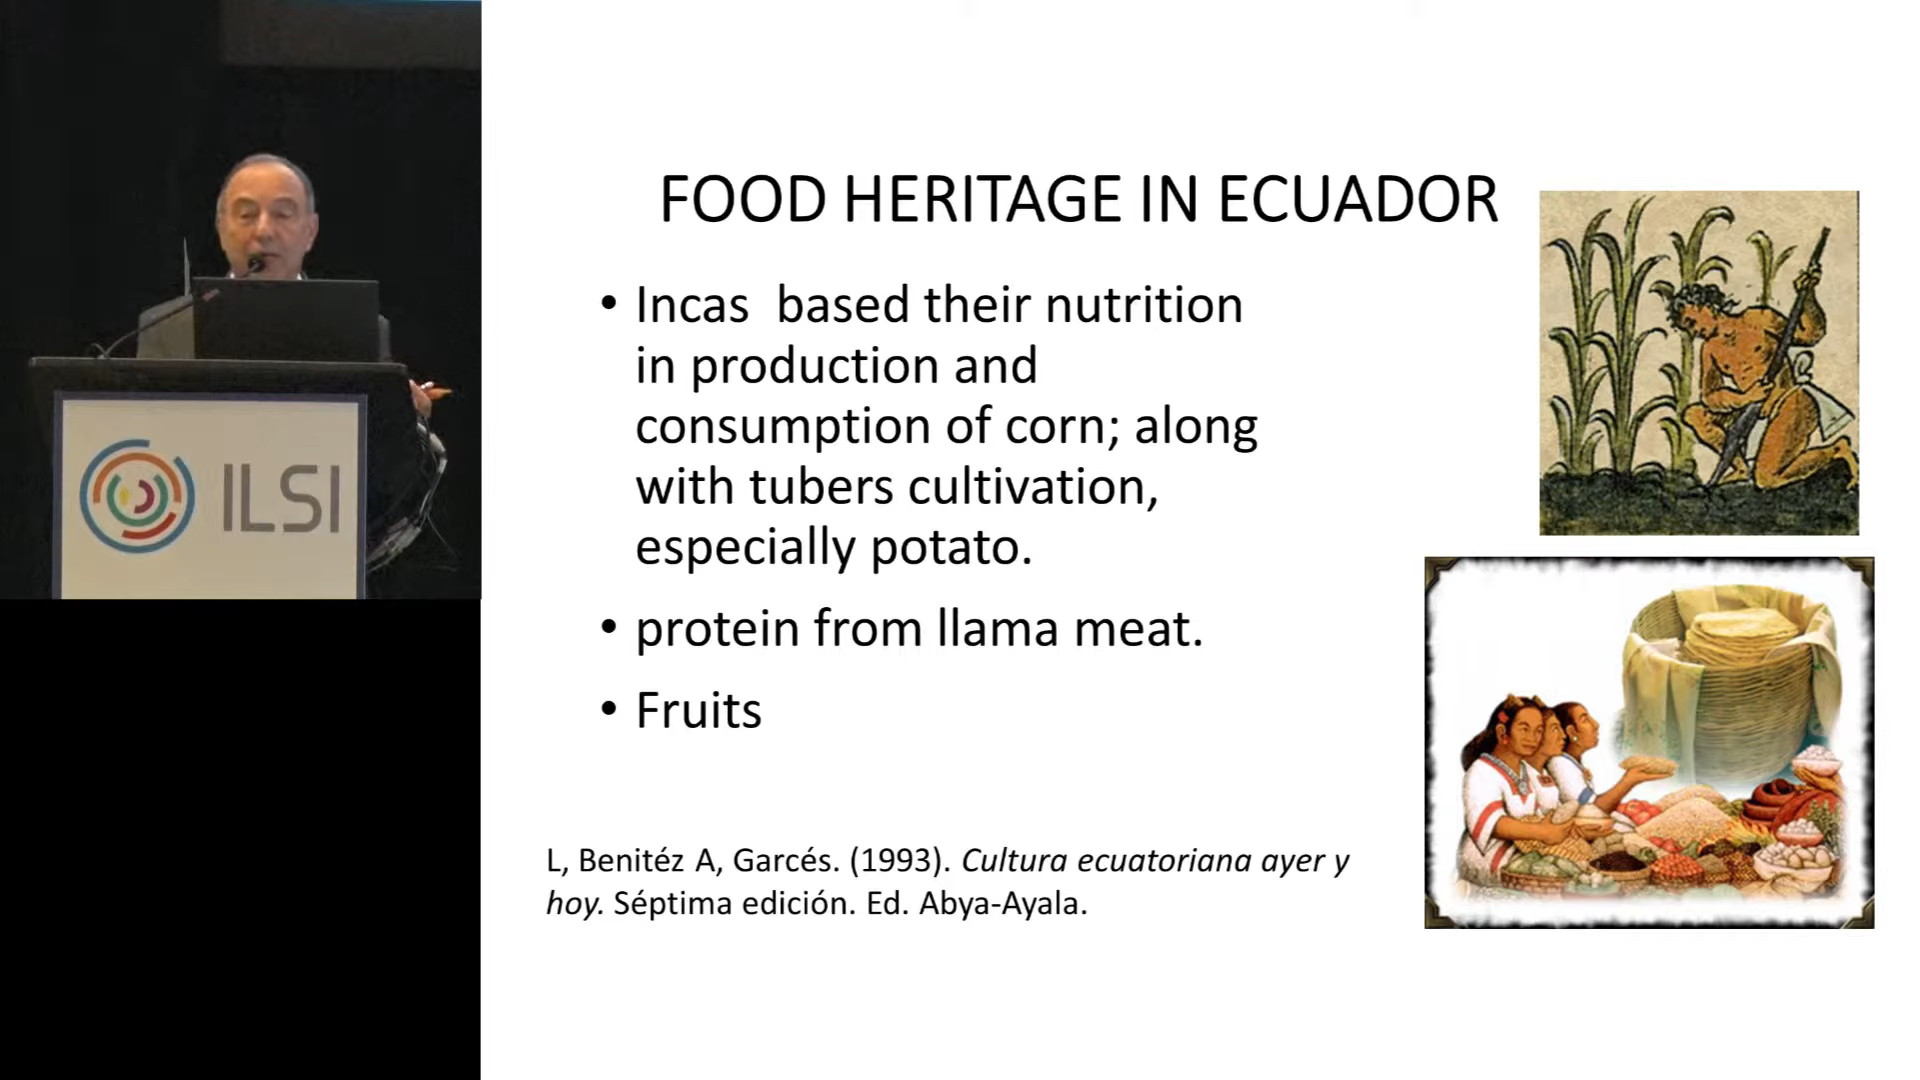 FOOD HERITAGE IN ECUADOR
• Incas  based their nutrition
in production and
consumption of corn; along
with tubers cultivation,
especially potato.
• protein from llama meat.
• Fruits
L, Benitéz A, Garcés. (1993). Cultura ecuatoriana ayer y
hoy. Séptima edición. Ed. Abya-Ayala.
ILSI